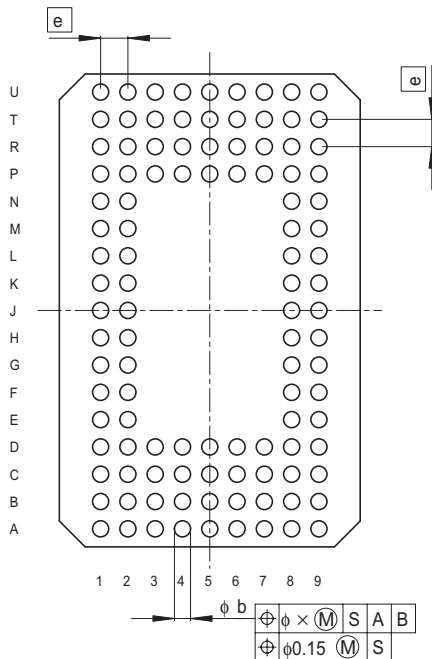 e
e
U
T
R
P
N
M
L
K
J
H
G
F
E
D
C
B
A
1 2 3 4 5 6 7 8 9
ϕ b
⌖ ϕ × Ⓜ S A B
⌖ ϕ0.15 Ⓜ S